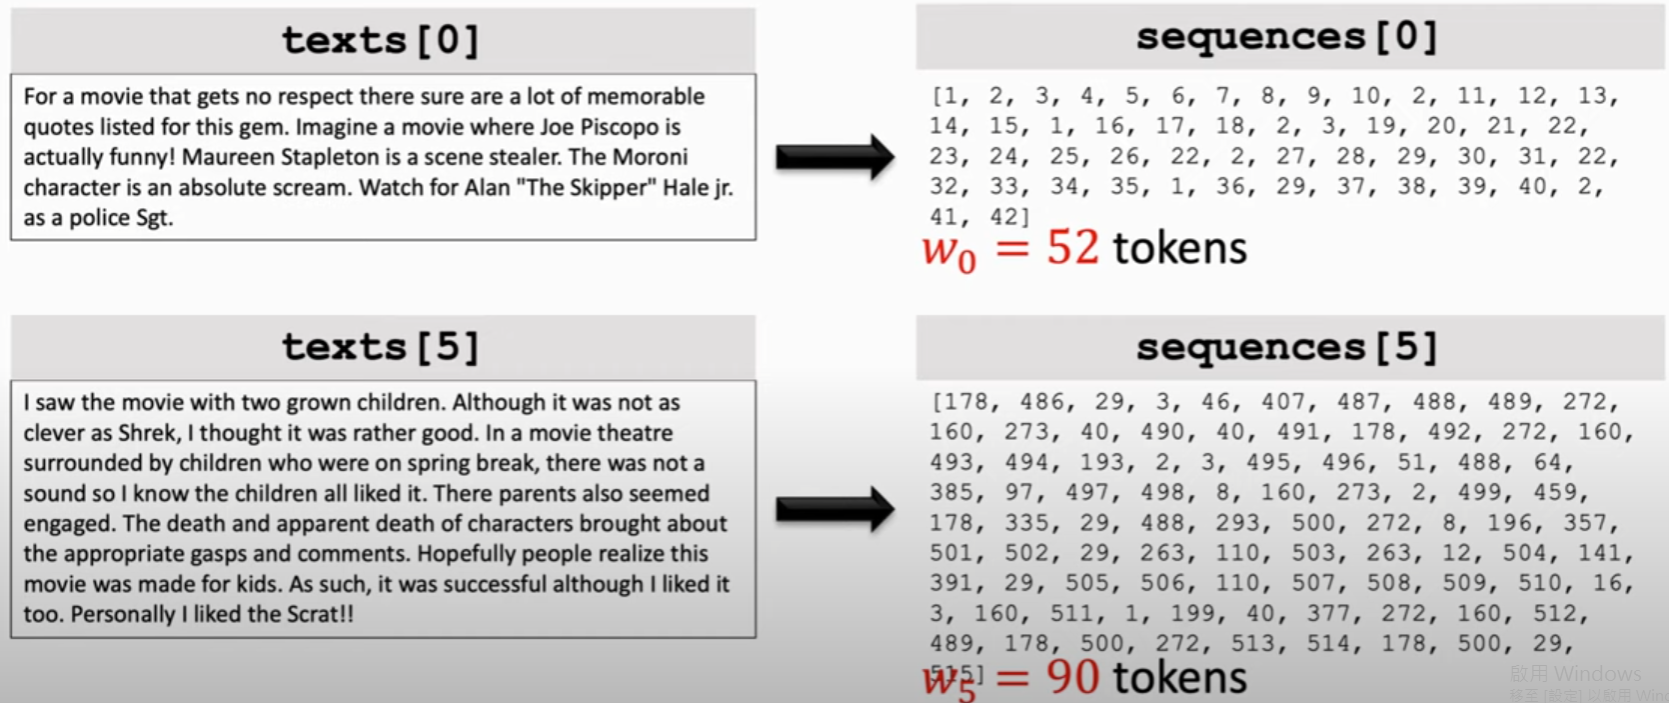 texts[0]
For a movie that gets no respect there sure are a lot of memorable
quotes listed for this gem. Imagine a movie where Joe Piscopo is
actually funny! Maureen Stapleton is a scene stealer. The Moroni
character is an absolute scream. Watch for Alan "The Skipper" Hale jr.
as a police Sgt.
sequences[0]
[1, 2, 3, 4, 5, 6, 7, 8, 9, 10, 2, 11, 12, 13,
14, 15, 1, 16, 17, 18, 2, 3, 19, 20, 21, 22,
23, 24, 25, 26, 22, 2, 27, 28, 29, 30, 31, 22,
32, 33, 34, 35, 1, 36, 29, 37, 38, 39, 40, 2,
41, 42]
w₀ = 52 tokens
texts[5]
I saw the movie with two grown children. Although it was not as
clever as Shrek, I thought it was rather good. In a movie theatre
surrounded by children who were on spring break, there was not a
sound so I know the children all liked it. There parents also seemed
engaged. The death and apparent death of characters brought about
the appropriate gasps and comments. Hopefully people realize this
movie was made for kids. As such, it was successful although I liked it
too. Personally I liked the Scrat!!
sequences[5]
[178, 486, 29, 3, 46, 407, 487, 488, 489, 272,
160, 273, 40, 490, 40, 491, 178, 492, 272, 160,
493, 494, 193, 2, 3, 495, 496, 51, 488, 64,
385, 97, 497, 498, 8, 160, 273, 2, 499, 459,
178, 335, 29, 488, 293, 500, 272, 8, 196, 357,
501, 502, 29, 263, 110, 503, 263, 12, 504, 141,
391, 29, 505, 506, 110, 507, 508, 509, 510, 16,
3, 160, 511, 1, 199, 40, 377, 272, 160, 512,
489, 178, 500, 272, 513, 514, 178, 500, 29,
515]
w₅ = 90 tokens
啟用 Windows
移至 [設定] 以啟用 Win